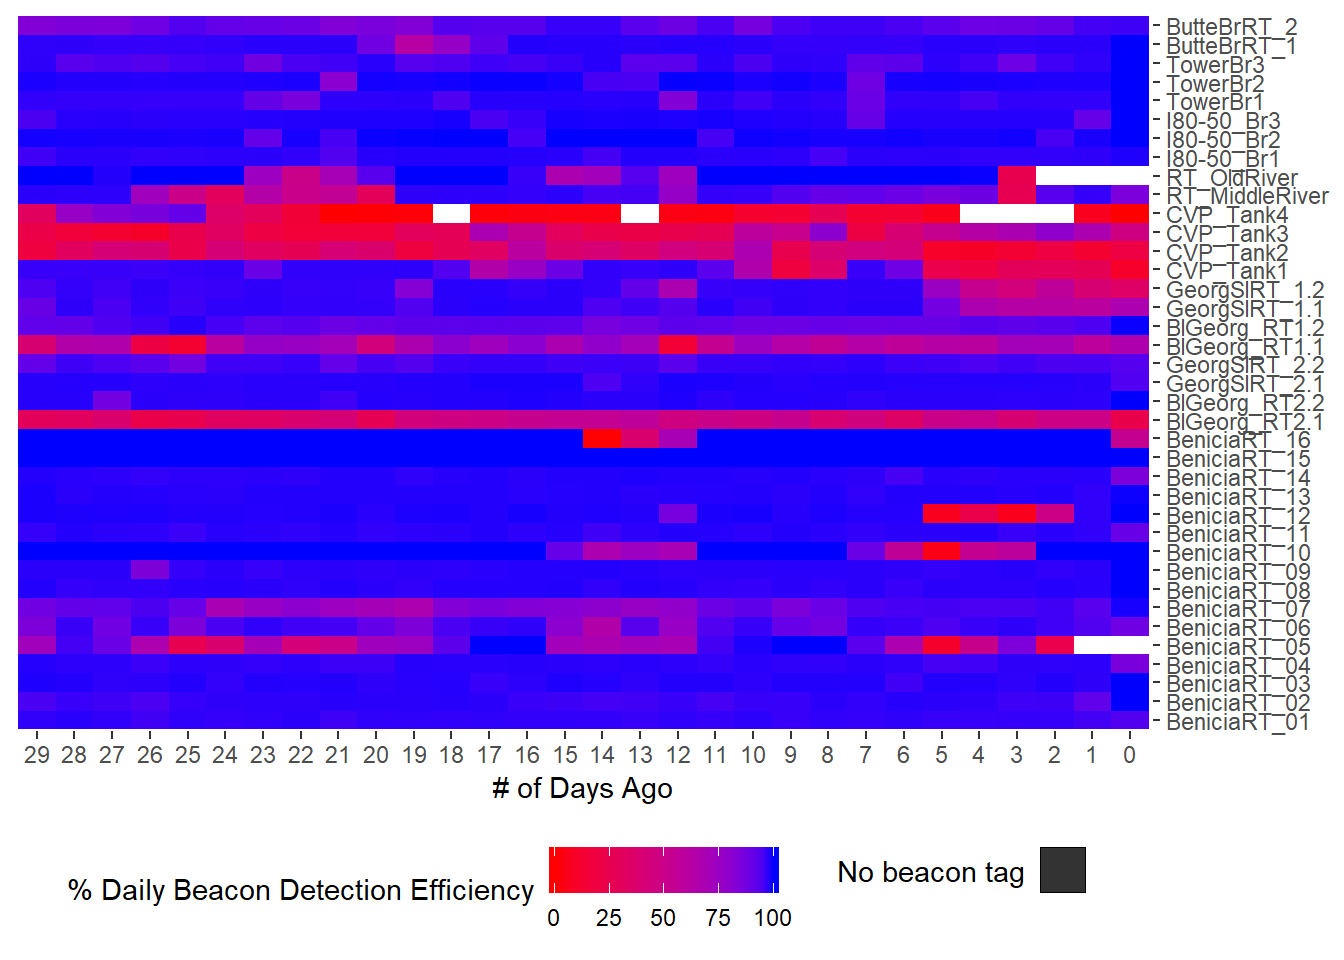 ButteBrRT_2
ButteBrRT_1
TowerBr3
TowerBr2
TowerBr1
I80-50_Br3
I80-50_Br2
I80-50_Br1
RT_OldRiver
RT_MiddleRiver
CVP_Tank4
CVP_Tank3
CVP_Tank2
CVP_Tank1
GeorgSlRT_1.2
GeorgSlRT_1.1
BlGeorg_RT1.2
BlGeorg_RT1.1
GeorgSlRT_2.2
GeorgSlRT_2.1
BlGeorg_RT2.2
BlGeorg_RT2.1
BeniciaRT_16
BeniciaRT_15
BeniciaRT_14
BeniciaRT_13
BeniciaRT_12
BeniciaRT_11
BeniciaRT_10
BeniciaRT_09
BeniciaRT_08
BeniciaRT_07
BeniciaRT_06
BeniciaRT_05
BeniciaRT_04
BeniciaRT_03
BeniciaRT_02
BeniciaRT_01
29 28 27 26 25 24 23 22 21 20 19 18 17 16 15 14 13 12 11 10 9 8 7 6 5 4 3 2 1 0
# of Days Ago
% Daily Beacon Detection Efficiency
0 25 50 75 100
No beacon tag